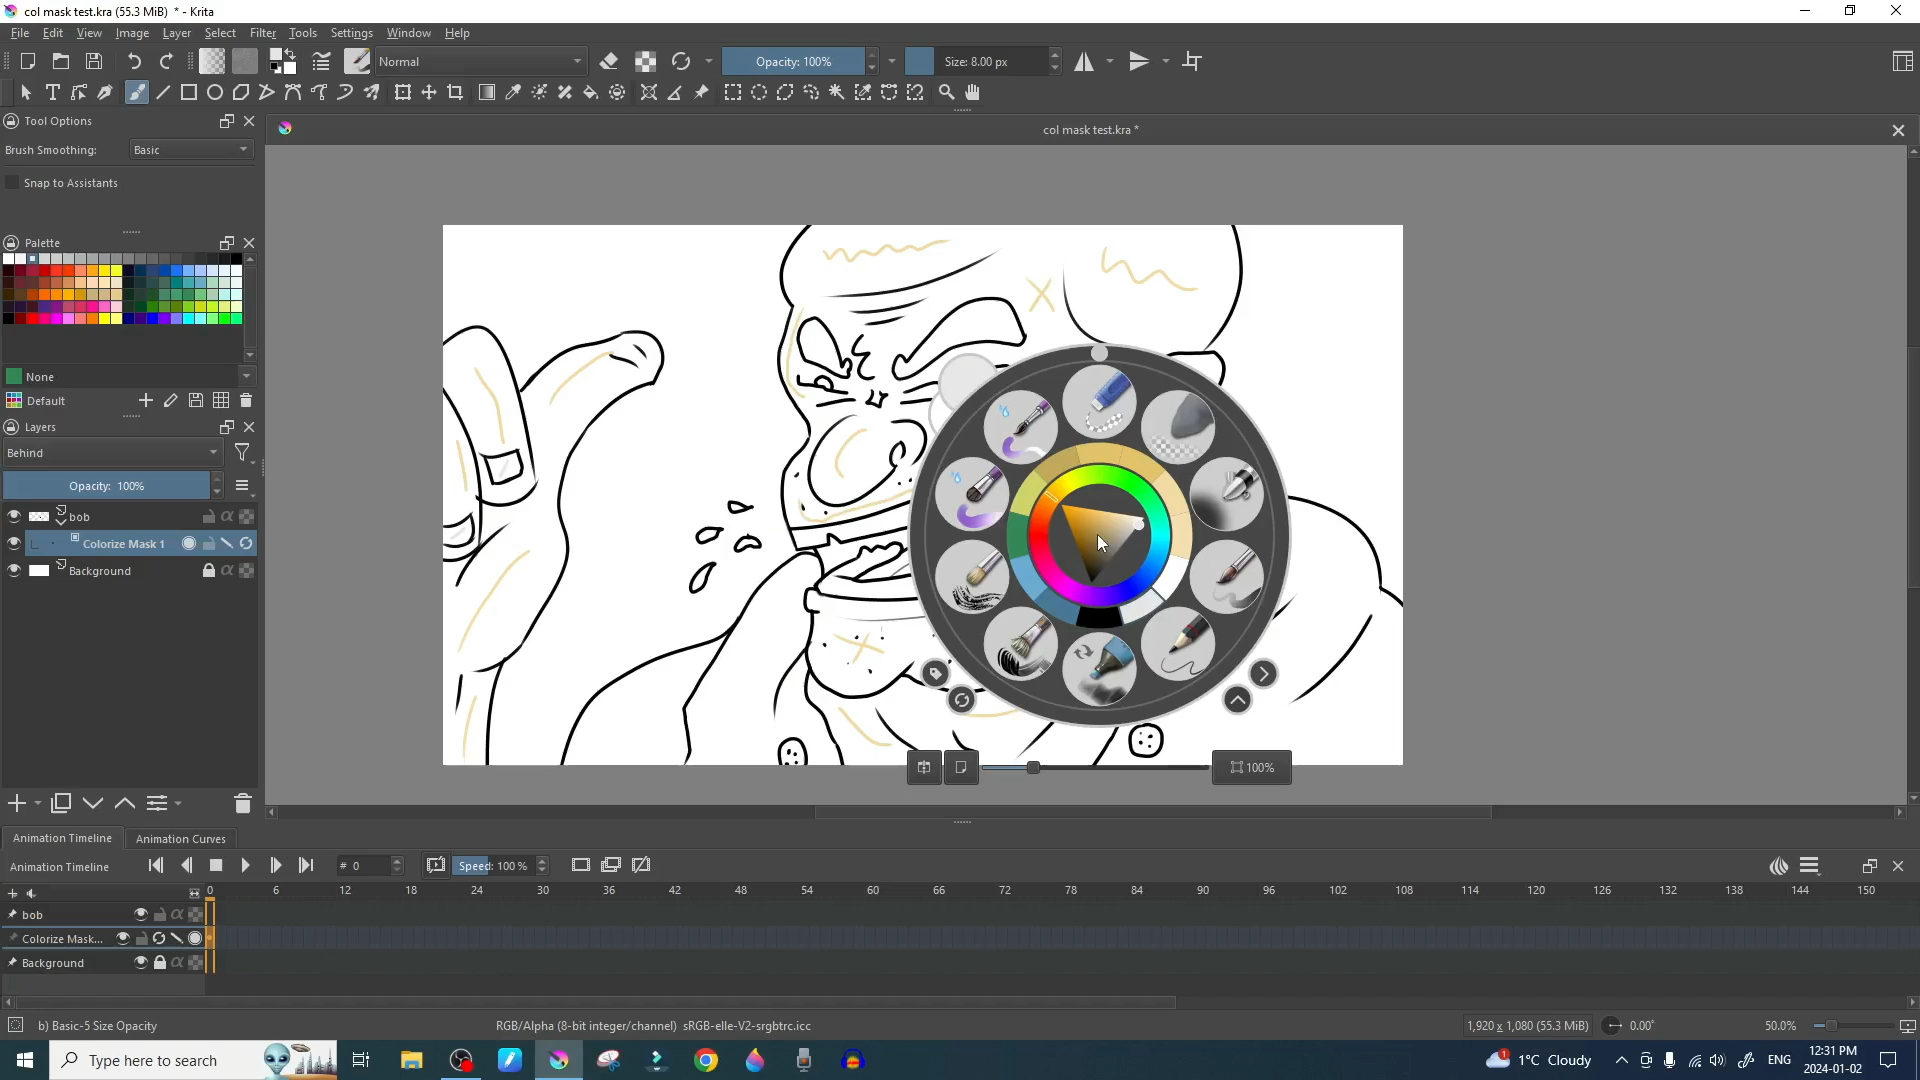 col mask test.kra (55.3 MiB) * - Krita
File Edit View Image Layer Filter Tools Select Settings Window Help
Normal
Opacity: 100%
Size: 8.00 px
Tool Options
col mask test.kra *
Brush Smoothing:
Basic
Snap to Assistants
Palette
None
Default
Layers
Behind
Opacity: 100%
bob
Colorize Mask 1
Background
100%
Animation Timeline
Animation Curves
Animation Timeline
# 0
Speed: 100 %
0 6 12 18 24 30 36 42 48 54 60 66 72 78 84 90 96 102 108 114 120 126 132 138 144 150
bob
Colorize Mask...
Background
b) Basic-5 Size Opacity
RGB/Alpha (8-bit integer/channel) sRGB-elle-V2-srgbtrc.icc
1,920 x 1,080 (55.3 MiB)
0.00°
50.0%
Type here to search
1
1°C Cloudy
ENG
12:31 PM
2024-01-02